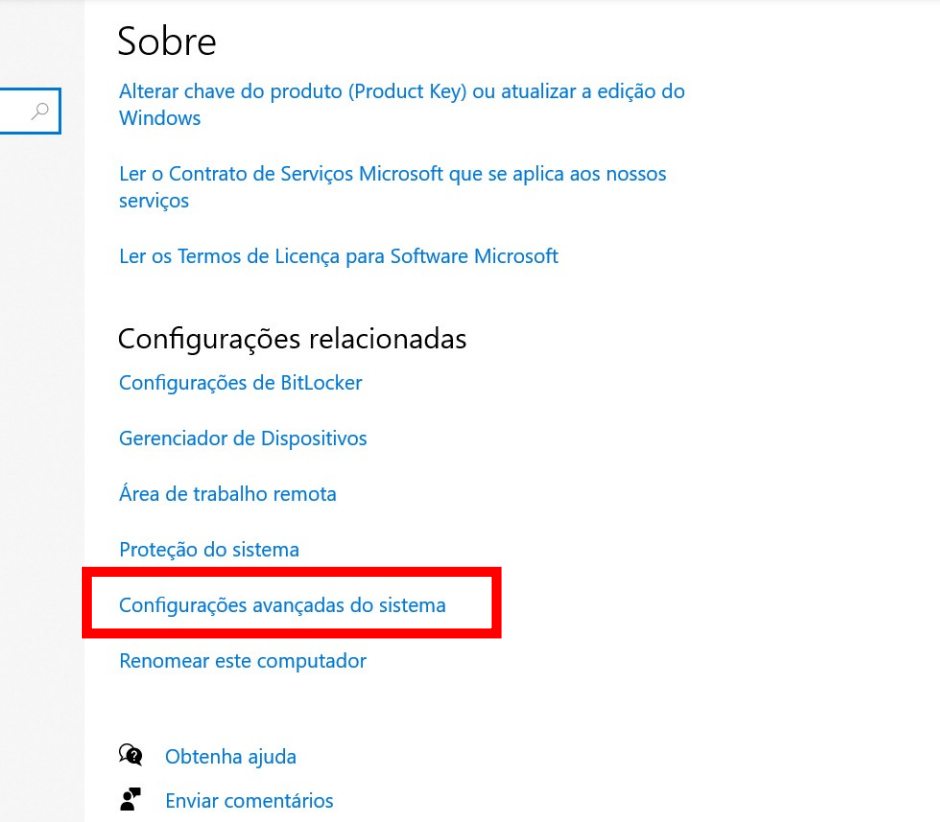 Sobre
Alterar chave do produto (Product Key) ou atualizar a edição do
Windows
Ler o Contrato de Serviços Microsoft que se aplica aos nossos
serviços
Ler os Termos de Licença para Software Microsoft
Configurações relacionadas
Configurações de BitLocker
Gerenciador de Dispositivos
Área de trabalho remota
Proteção do sistema
Configurações avançadas do sistema
Renomear este computador
Obtenha ajuda
Enviar comentários